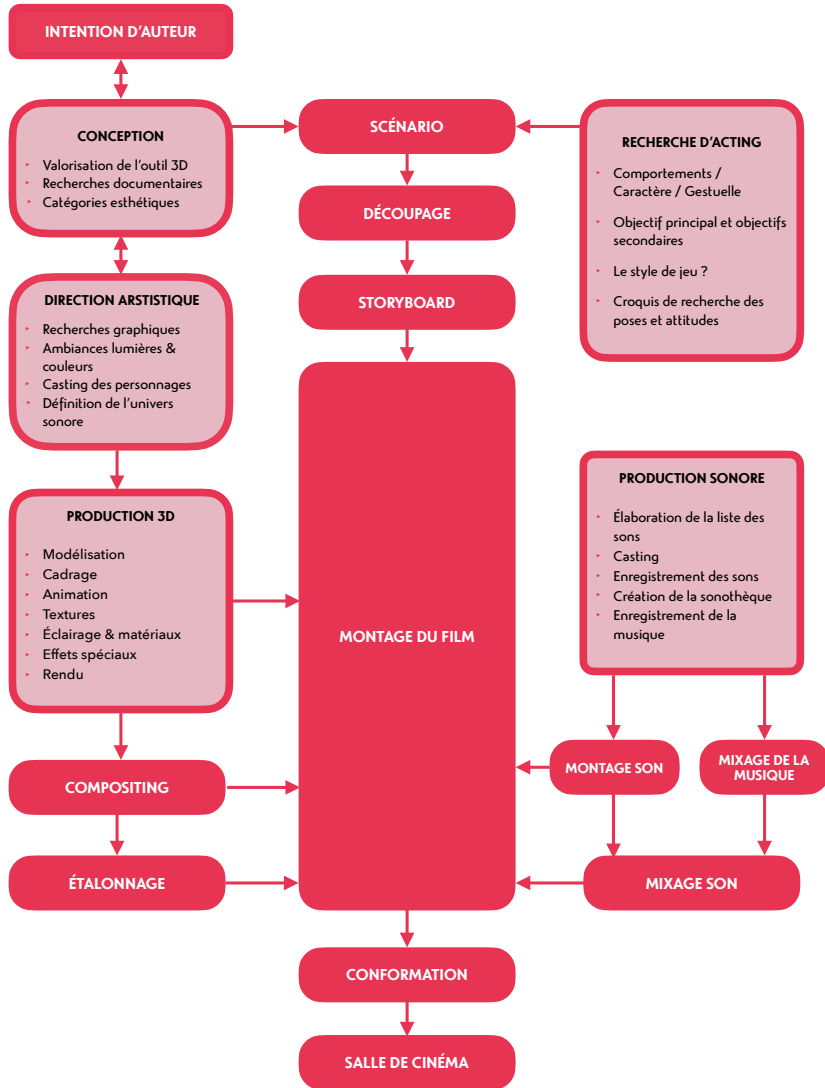 INTENTION D'AUTEUR
CONCEPTION
‣ Valorisation de l'outil 3D
‣ Recherches documentaires
‣ Catégories esthétiques
SCÉNARIO
RECHERCHE D'ACTING
‣ Comportements /
Caractère / Gestuelle
‣ Objectif principal et objectifs
secondaires
‣ Le style de jeu ?
‣ Croquis de recherche des
poses et attitudes
DÉCOUPAGE
STORYBOARD
DIRECTION ARSTISTIQUE
‣ Recherches graphiques
‣ Ambiances lumières &
couleurs
‣ Casting des personnages
‣ Définition de l'univers
sonore
PRODUCTION 3D
‣ Modélisation
‣ Cadrage
‣ Animation
‣ Textures
‣ Éclairage & matériaux
‣ Effets spéciaux
‣ Rendu
MONTAGE DU FILM
PRODUCTION SONORE
‣ Élaboration de la liste des
sons
‣ Casting
‣ Enregistrement des sons
‣ Création de la sonothèque
‣ Enregistrement de la
musique
COMPOSITING
MONTAGE SON
MIXAGE DE LA
MUSIQUE
ÉTALONNAGE
MIXAGE SON
CONFORMATION
SALLE DE CINÉMA